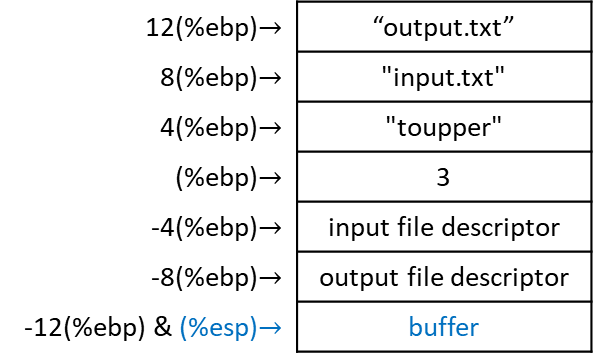 12(%ebp)→ “output.txt”
8(%ebp)→ "input.txt"
4(%ebp)→ "toupper"
(%ebp)→ 3
-4(%ebp)→ input file descriptor
-8(%ebp)→ output file descriptor
-12(%ebp) & (%esp)→ buffer